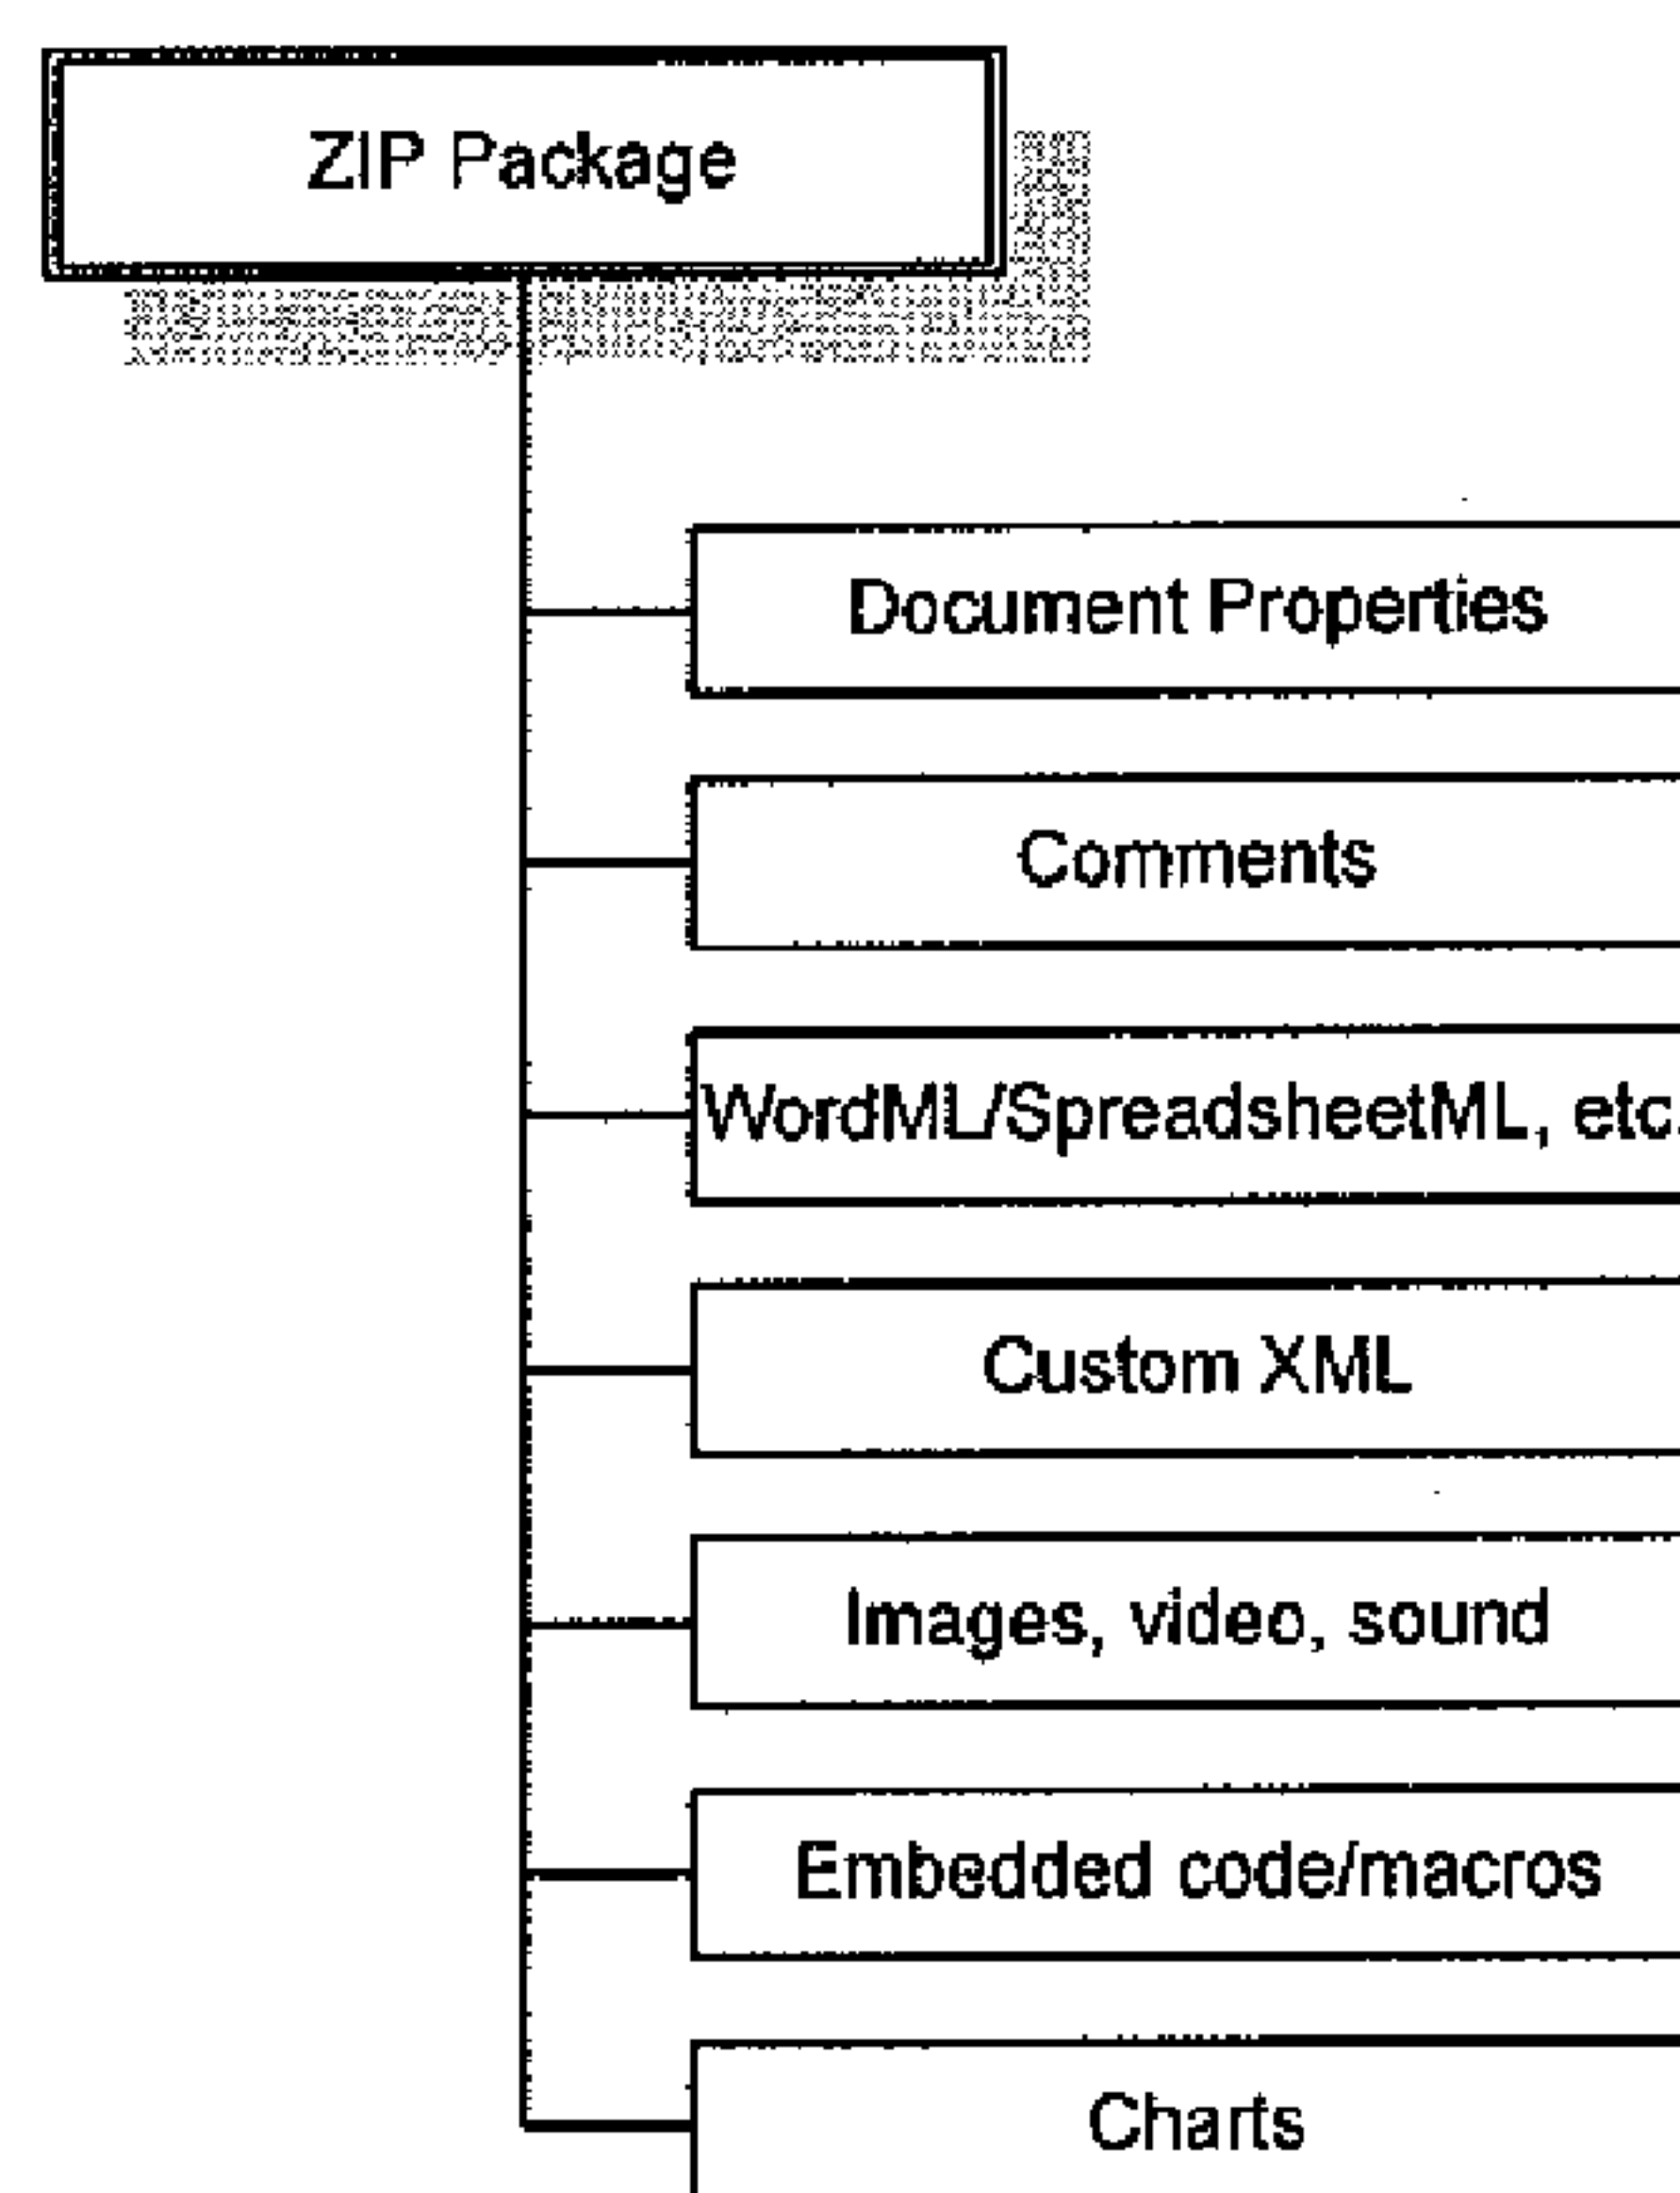 ZIP Package
Document Properties
Comments
WordML/SpreadsheetML, etc.
Custom XML
Images, video, sound
Embedded code/macros
Charts